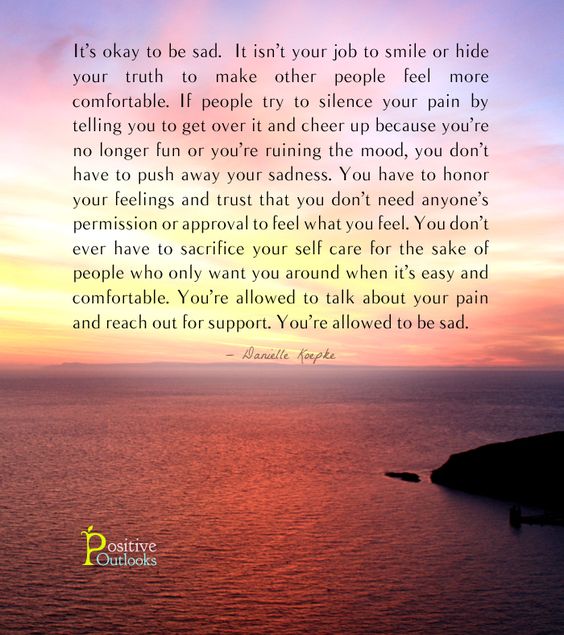 It’s okay to be sad. It isn’t your job to smile or hide
your truth to make other people feel more
comfortable. If people try to silence your pain by
telling you to get over it and cheer up because you’re
no longer fun or you’re ruining the mood, you don’t
have to push away your sadness. You have to honor
your feelings and trust that you don’t need anyone’s
permission or approval to feel what you feel. You don’t
ever have to sacrifice your self care for the sake of
people who only want you around when it’s easy and
comfortable. You’re allowed to talk about your pain
and reach out for support. You’re allowed to be sad.
– Danielle Koepke
Positive
Outlooks